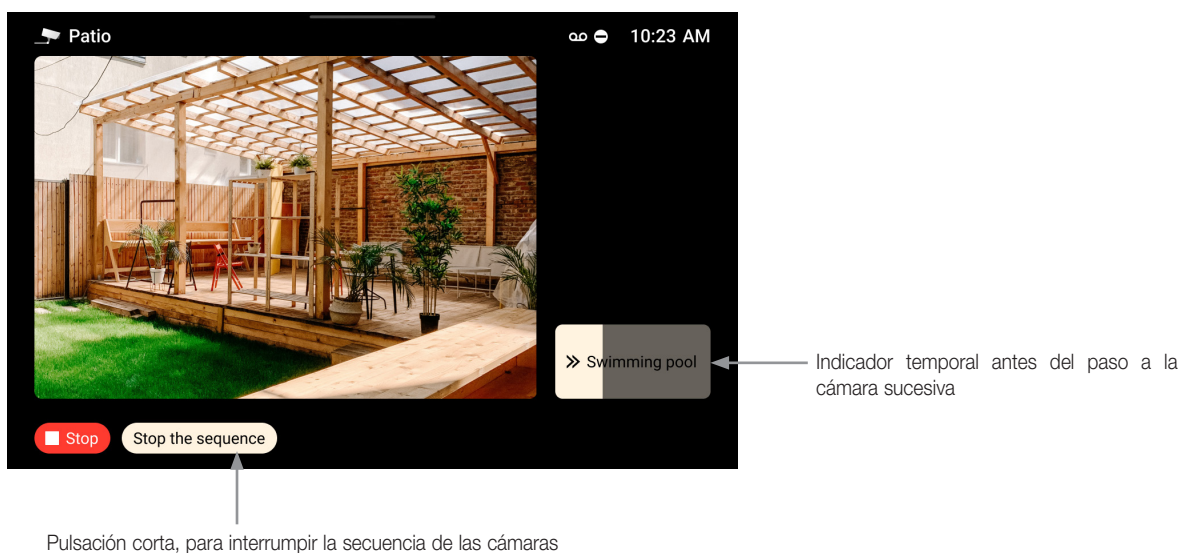 Patio
10:23 AM
Swimming pool
Indicador temporal antes del paso a la
cámara sucesiva
Stop
Stop the sequence
Pulsación corta, para interrumpir la secuencia de las cámaras